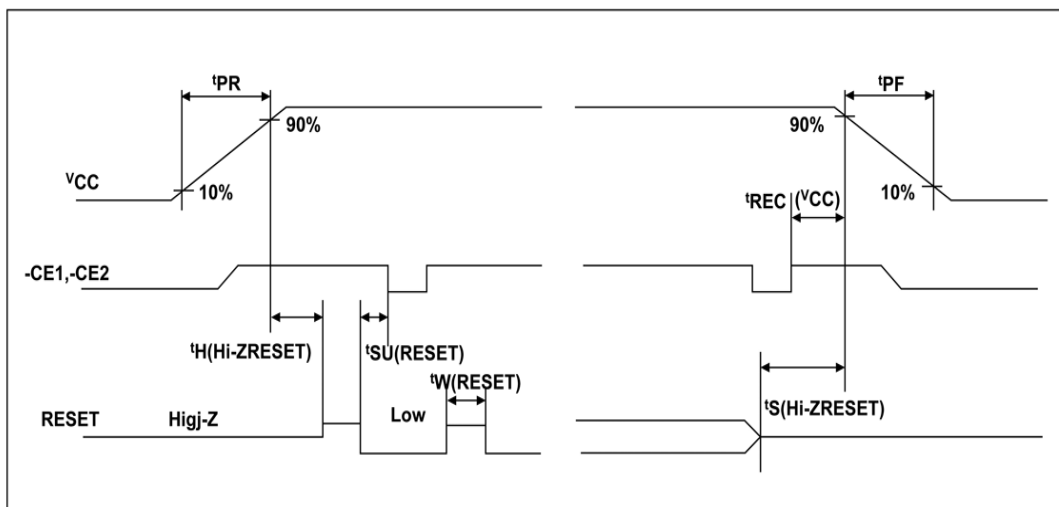 tPR
tPF
90%
90%
VCC
10%
10%
tREC (VCC)
-CE1,-CE2
tH(Hi-ZRESET)
tSU(RESET)
tW(RESET)
tS(Hi-ZRESET)
RESET
Higj-Z
Low